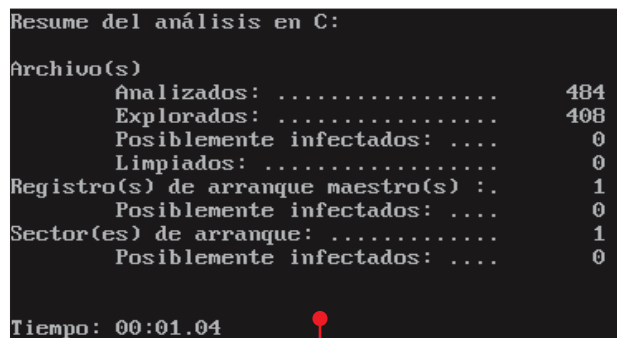 Resume del análisis en C:
Archivo(s)
Analizados: ................. 484
Explorados: ................. 408
Posiblemente infectados: .... 0
Limpiados: .................. 0
Registro(s) de arranque maestro(s) :. 1
Posiblemente infectados: .... 0
Sector(es) de arranque: ............. 1
Posiblemente infectados: .... 0
Tiempo: 00:01.04